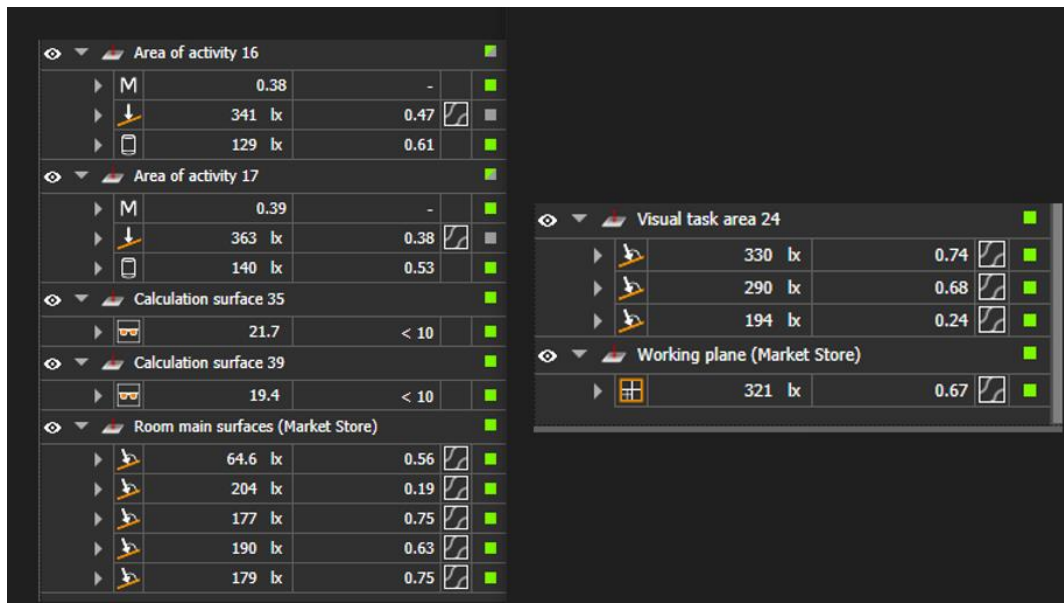 Area of activity 16
M 0.38 -
341 lx 0.47
129 lx 0.61
Area of activity 17
M 0.39 -
363 lx 0.38
140 lx 0.53
Calculation surface 35
21.7 < 10
Calculation surface 39
19.4 < 10
Room main surfaces (Market Store)
64.6 lx 0.56
204 lx 0.19
177 lx 0.75
190 lx 0.63
179 lx 0.75
Visual task area 24
330 lx 0.74
290 lx 0.68
194 lx 0.24
Working plane (Market Store)
321 lx 0.67